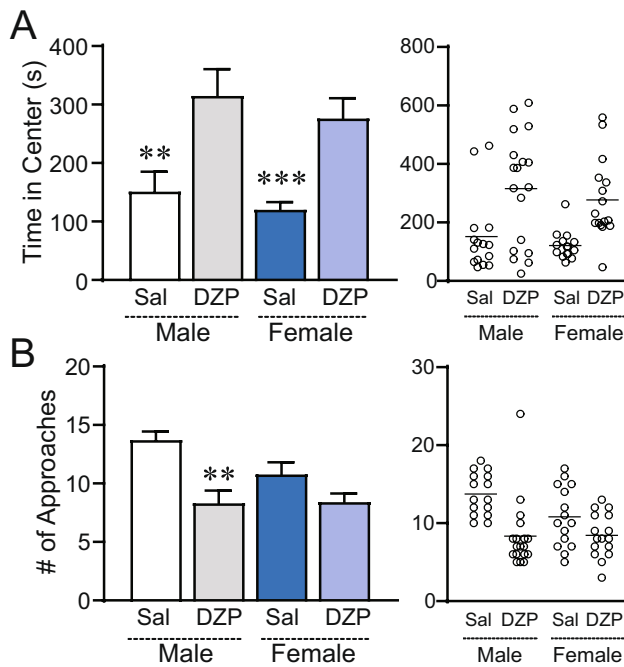 A
Time in Center (s)
400
300
200
100
0
**
***
Sal DZP Sal DZP
Male Female
800
600
400
200
0
Sal DZP Sal DZP
Male Female
B
# of Approaches
20
15
10
5
0
**
Sal DZP Sal DZP
Male Female
30
20
10
0
Sal DZP Sal DZP
Male Female